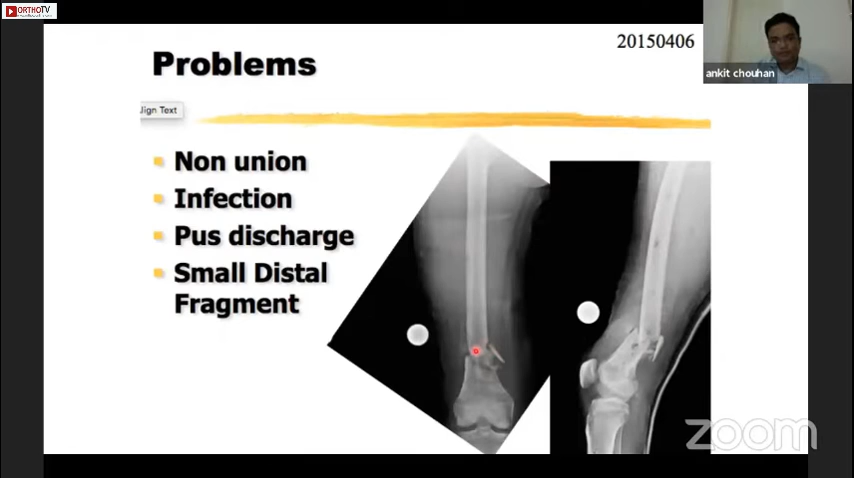 ORTHOTV
20150406
Problems
ankit chouhan
lign Text
Non union
Infection
Pus discharge
Small Distal
Fragment
zoom